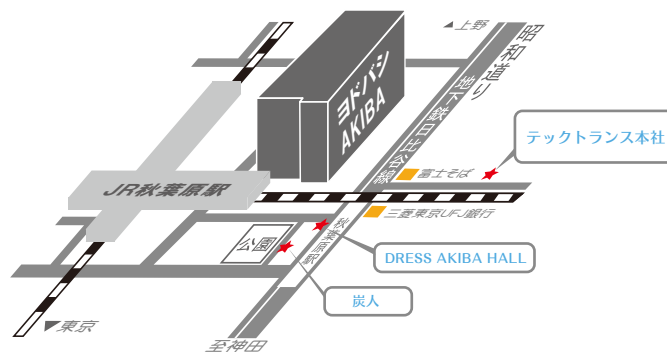 上野
昭和通り
ヨドバシ
AKIBA
地下鉄日比谷線
テックトランス本社
富士そば
JR秋葉原駅
三菱東京UFJ銀行
秋葉原駅
公園
DRESS AKIBA HALL
炭人
東京
至神田